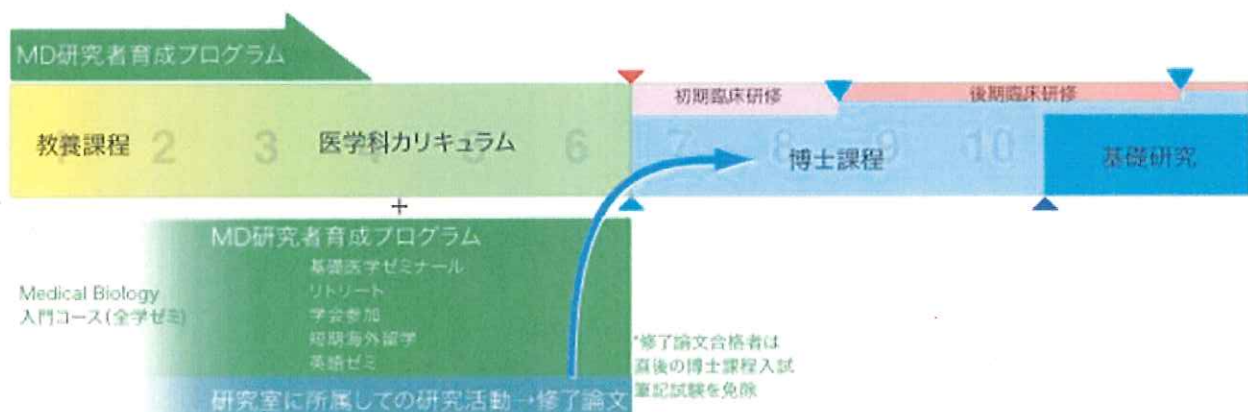 MD研究者育成プログラム
初期臨床研修
後期臨床研修
教養課程 2 3 医学科カリキュラム 6 7 8 博士課程 9 10 基礎研究
+
MD研究者育成プログラム
基礎医学ゼミナール
リトリート
学会参加
短期海外留学
英語ゼミ
Medical Biology
入門コース(全学ゼミ)
研究室に所属しての研究活動→修了論文
*修了論文合格者は
直後の博士課程入試
筆記試験を免除